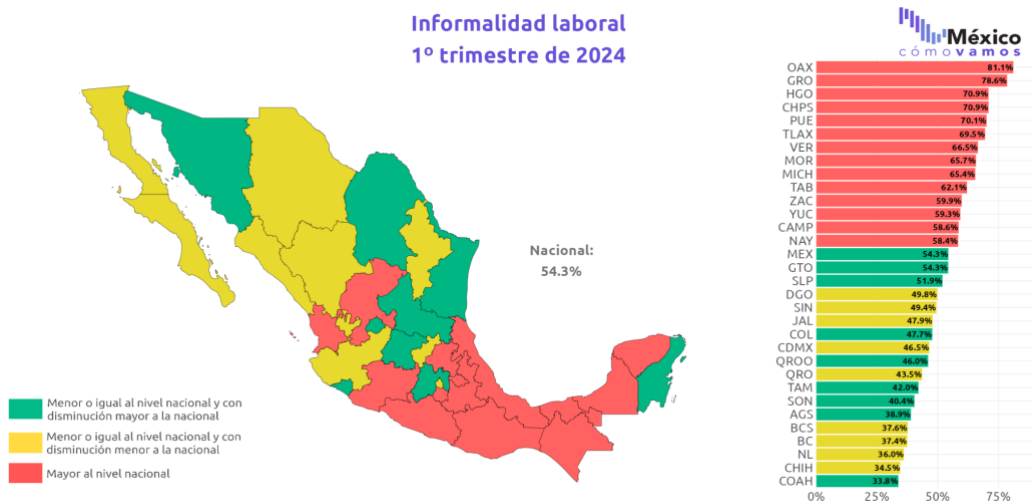 Informalidad laboral
1º trimestre de 2024
México
cómovamos
Nacional:
54.3%
Menor o igual al nivel nacional y con
disminución mayor a la nacional
Menor o igual al nivel nacional y con
disminución menor a la nacional
Mayor al nivel nacional
OAX 81.1%
GRO 78.6%
HGO 70.9%
CHPS 70.9%
PUE 70.1%
TLAX 69.5%
VER 66.5%
MOR 65.7%
MICH 65.4%
TAB 62.1%
ZAC 59.9%
YUC 59.3%
CAMP 58.6%
NAY 58.4%
MEX 54.3%
GTO 54.3%
SLP 51.9%
DGO 49.8%
SIN 49.4%
JAL 47.9%
COL 47.7%
CDMX 46.5%
QROO 46.0%
QRO 43.5%
TAM 42.0%
SON 40.4%
AGS 38.9%
BCS 37.6%
BC 37.4%
NL 36.0%
CHIH 34.5%
COAH 33.8%
0% 25% 50% 75%